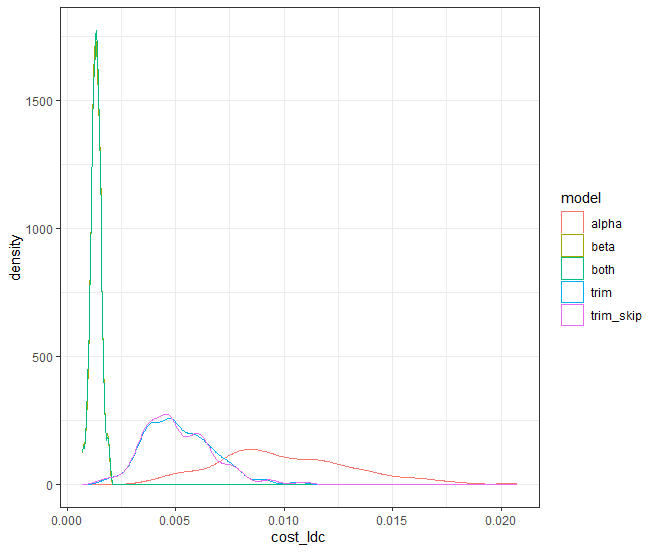 1500
1000
500
0
density
0.000
0.005
0.010
0.015
0.020
cost_ldc
model
alpha
beta
both
trim
trim_skip